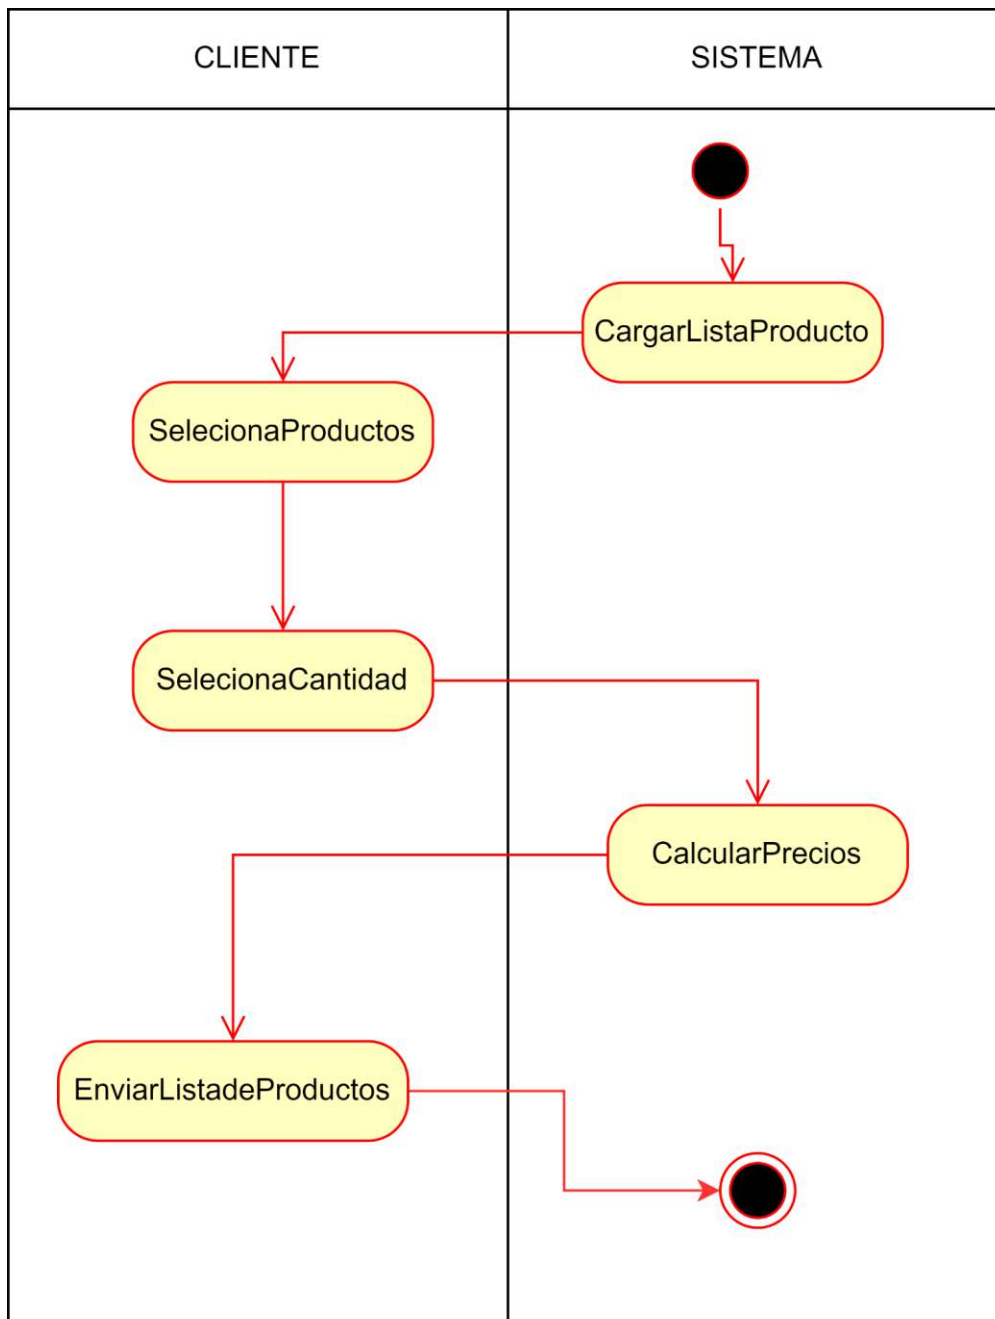 CLIENTE
SISTEMA
CargarListaProducto
SelecionaProductos
SelecionaCantidad
CalcularPrecios
EnviarListadeProductos